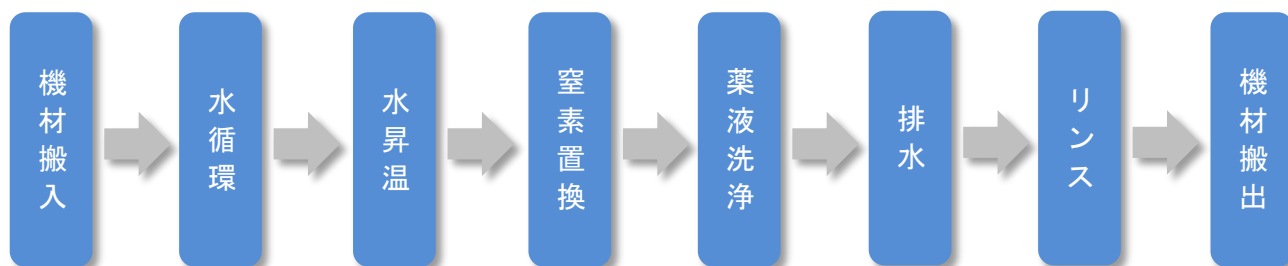 機材搬入
水循環
水昇温
窒素置換
薬液洗浄
排水
リンス
機材搬出